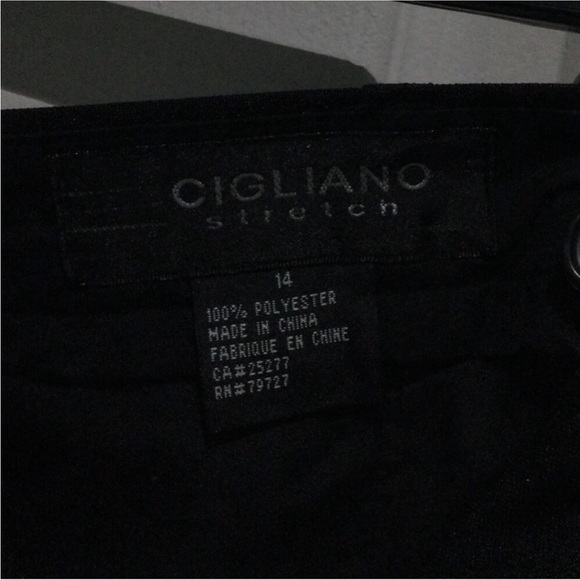 CIGLIANO
stretch
14
100% POLYESTER
MADE IN CHINA
FABRIQUE EN CHINE
CA#25277
RN#79727